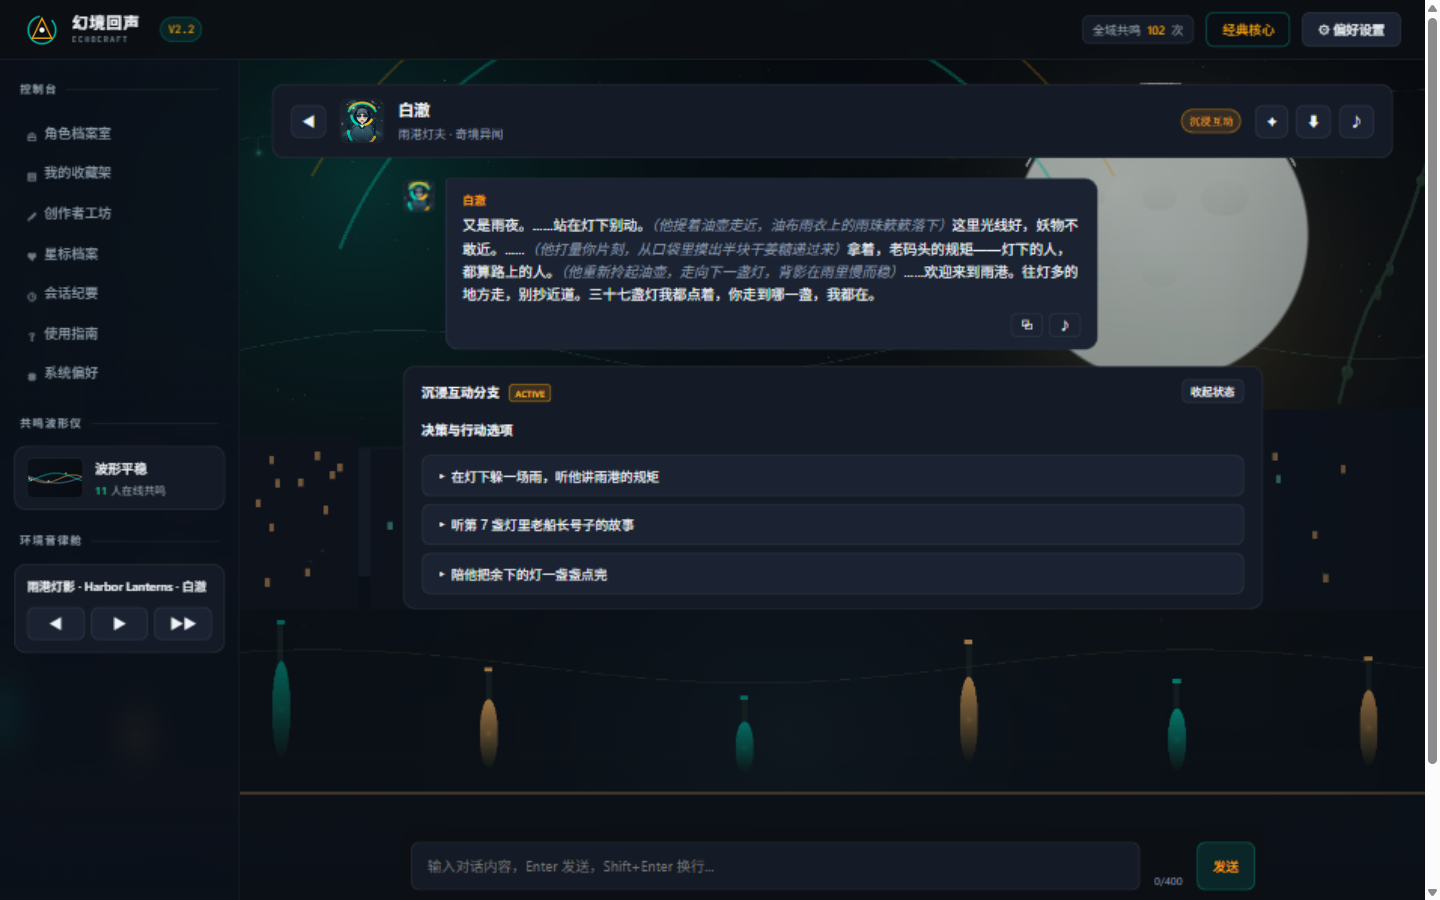 幻境回声
ECHOCRAFT
V2.2
全域共鸣 102 次
经典核心
⚙ 偏好设置
控制台
角色档案室
我的收藏架
创作者工坊
星标档案
会话纪要
使用指南
系统偏好
共鸣波形仪
波形平稳
11 人在线共鸣
环境音律舱
雨港灯影 · Harbor Lanterns · 白澈
白澈
雨港灯夫 · 奇境异闻
沉浸互动
白澈
又是雨夜。……站在灯下别动。（他提着油壶走近，油布雨衣上的雨珠簌簌落下）这里光线好，妖物不
敢近。……（他打量你片刻，从口袋里摸出半块干姜糖递过来）拿着，老码头的规矩——灯下的人，
都算路上的人。（他重新拎起油壶，走向下一盏灯，背影在雨里慢而稳）……欢迎来到雨港。往灯多的
地方走，别抄近道。三十七盏灯我都点着，你走到哪一盏，我都在。
沉浸互动分支 ACTIVE
收起状态
决策与行动选项
▸ 在灯下躲一场雨，听他讲雨港的规矩
▸ 听第 7 盏灯里老船长号子的故事
▸ 陪他把余下的灯一盏盏点完
输入对话内容，Enter 发送，Shift+Enter 换行...
0/400
发送